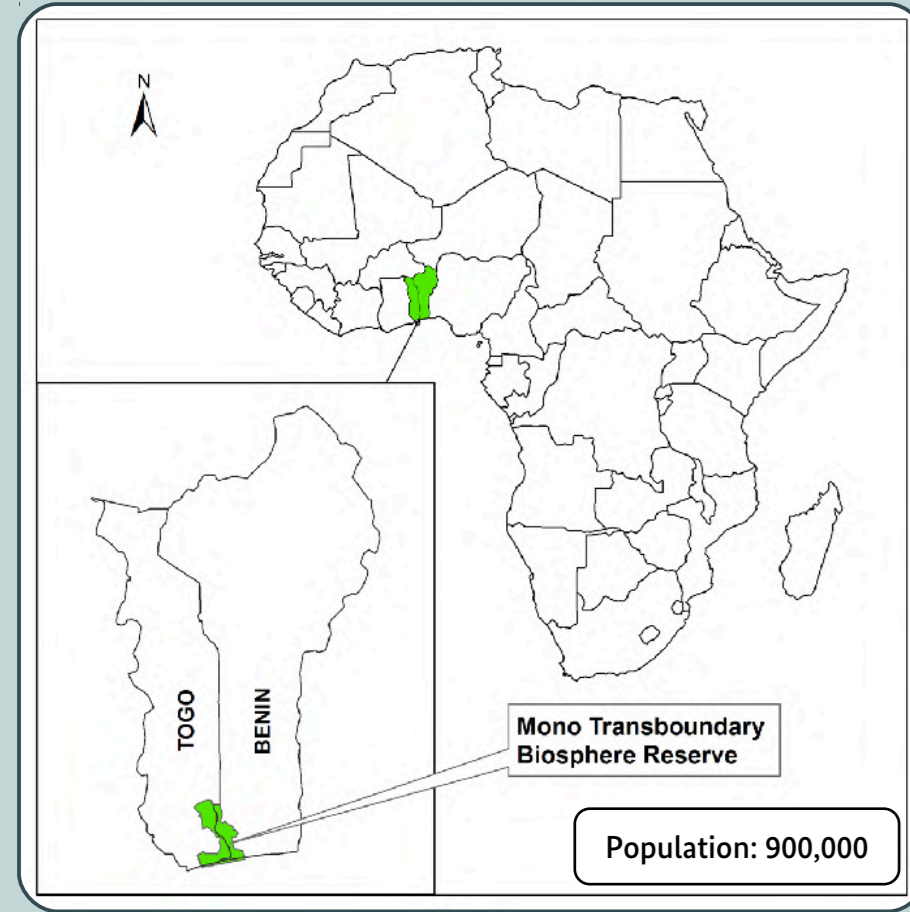 N
TOGO
BENIN
Mono Transboundary
Biosphere Reserve
Population: 900,000